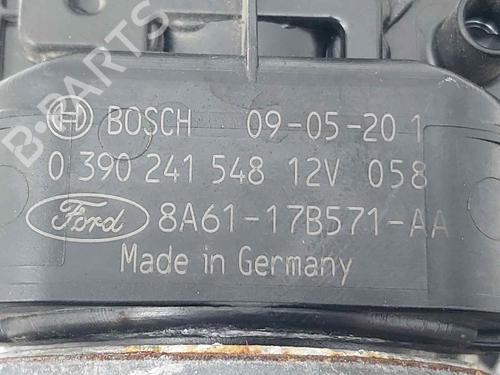 BOSCH 09-05-20 1
0 390 241 548 12V 058
Ford 8A61-17B571-AA
Made in Germany
B-PARTS